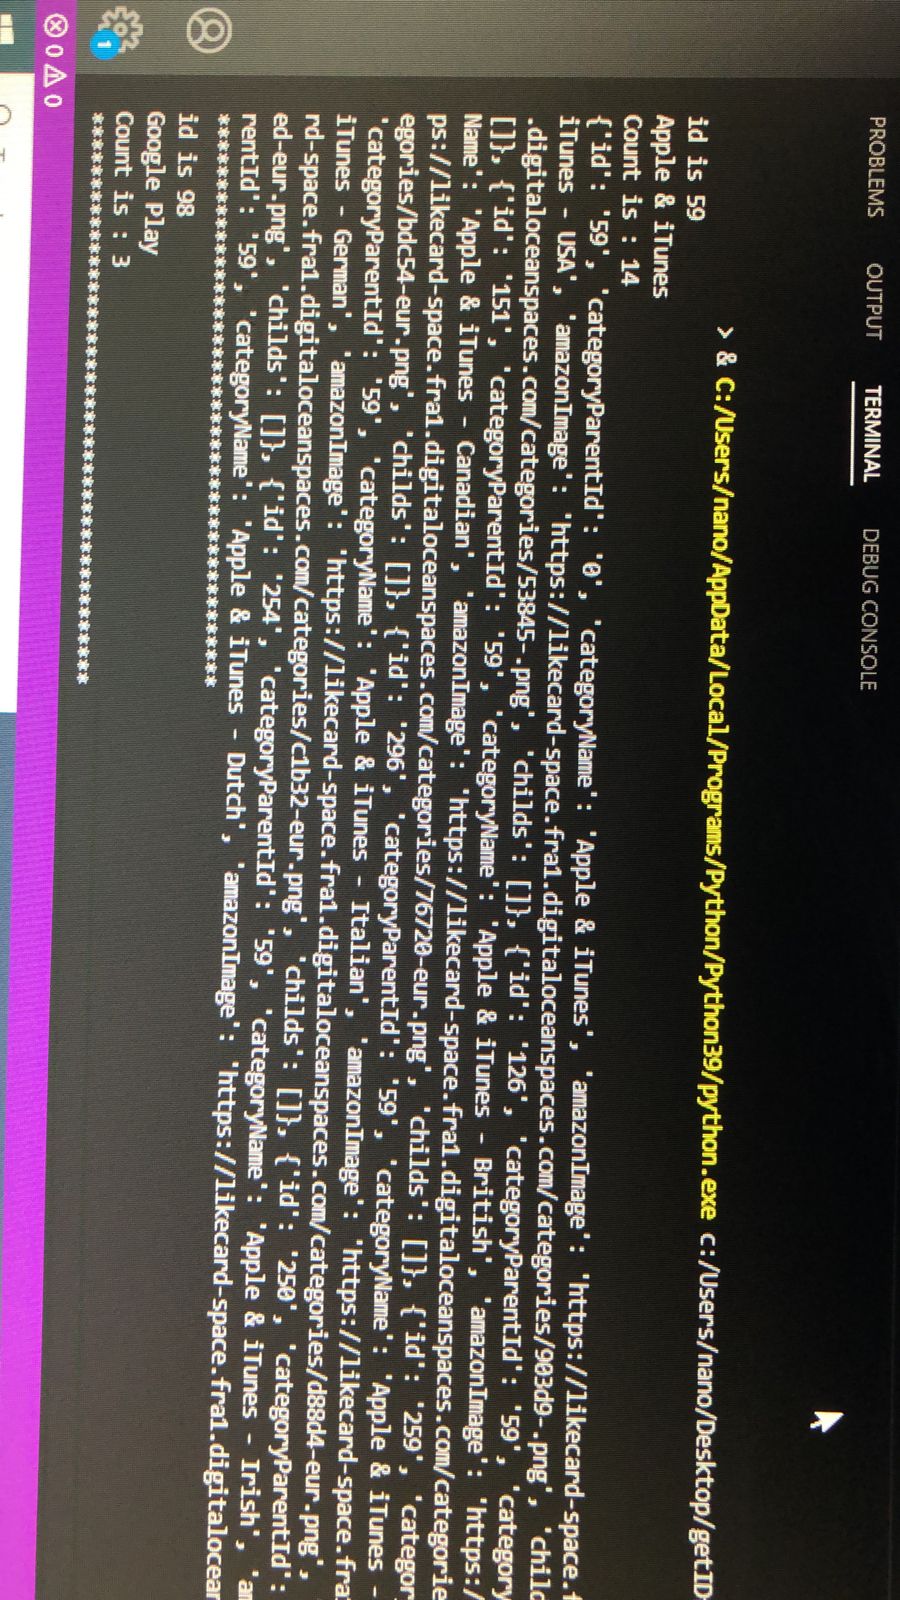 PROBLEMS OUTPUT TERMINAL DEBUG CONSOLE
> & C:/Users/nano/AppData/Local/Programs/Python/Python39/python.exe c:/Users/nano/Desktop/getID
id is 59
Apple & iTunes
Count is : 14
{'id': '59', 'categoryParentId': '0', 'categoryName': 'Apple & iTunes', 'amazonImage': 'https://likecard-space.f
iTunes - USA', 'amazonImage': 'https://likecard-space.fra1.digitaloceanspaces.com/categories/903d9-.png', 'chil
.digitaloceanspaces.com/categories/53845-.png', 'childs': []}, {'id': '126', 'categoryParentId': '59', 'category
[]}, {'id': '151', 'categoryParentId': '59', 'categoryName': 'Apple & iTunes - British', 'amazonImage': 'https:/
Name': 'Apple & iTunes - Canadian', 'amazonImage': 'https://likecard-space.fra1.digitaloceanspaces.com/categorie
ps://likecard-space.fra1.digitaloceanspaces.com/categories/76720-eur.png', 'childs': []}, {'id': '259', 'categor
egories/bdc54-eur.png', 'childs': []}, {'id': '296', 'categoryParentId': '59', 'categoryName': 'Apple & iTunes -
'categoryParentId': '59', 'categoryName': 'Apple & iTunes - Italian', 'amazonImage': 'https://likecard-space.fra
iTunes - German', 'amazonImage': 'https://likecard-space.fra1.digitaloceanspaces.com/categories/d88d4-eur.png',
rd-space.fra1.digitaloceanspaces.com/categories/c1b32-eur.png', 'childs': []}, {'id': '250', 'categoryParentId':
ed-eur.png', 'childs': []}, {'id': '254', 'categoryParentId': '59', 'categoryName': 'Apple & iTunes - Irish', 'am
rentId': '59', 'categoryName': 'Apple & iTunes - Dutch', 'amazonImage': 'https://likecard-space.fra1.digitalocean
**************************************************
id is 98
Google Play
Count is : 3
**************************************************
1
0 0